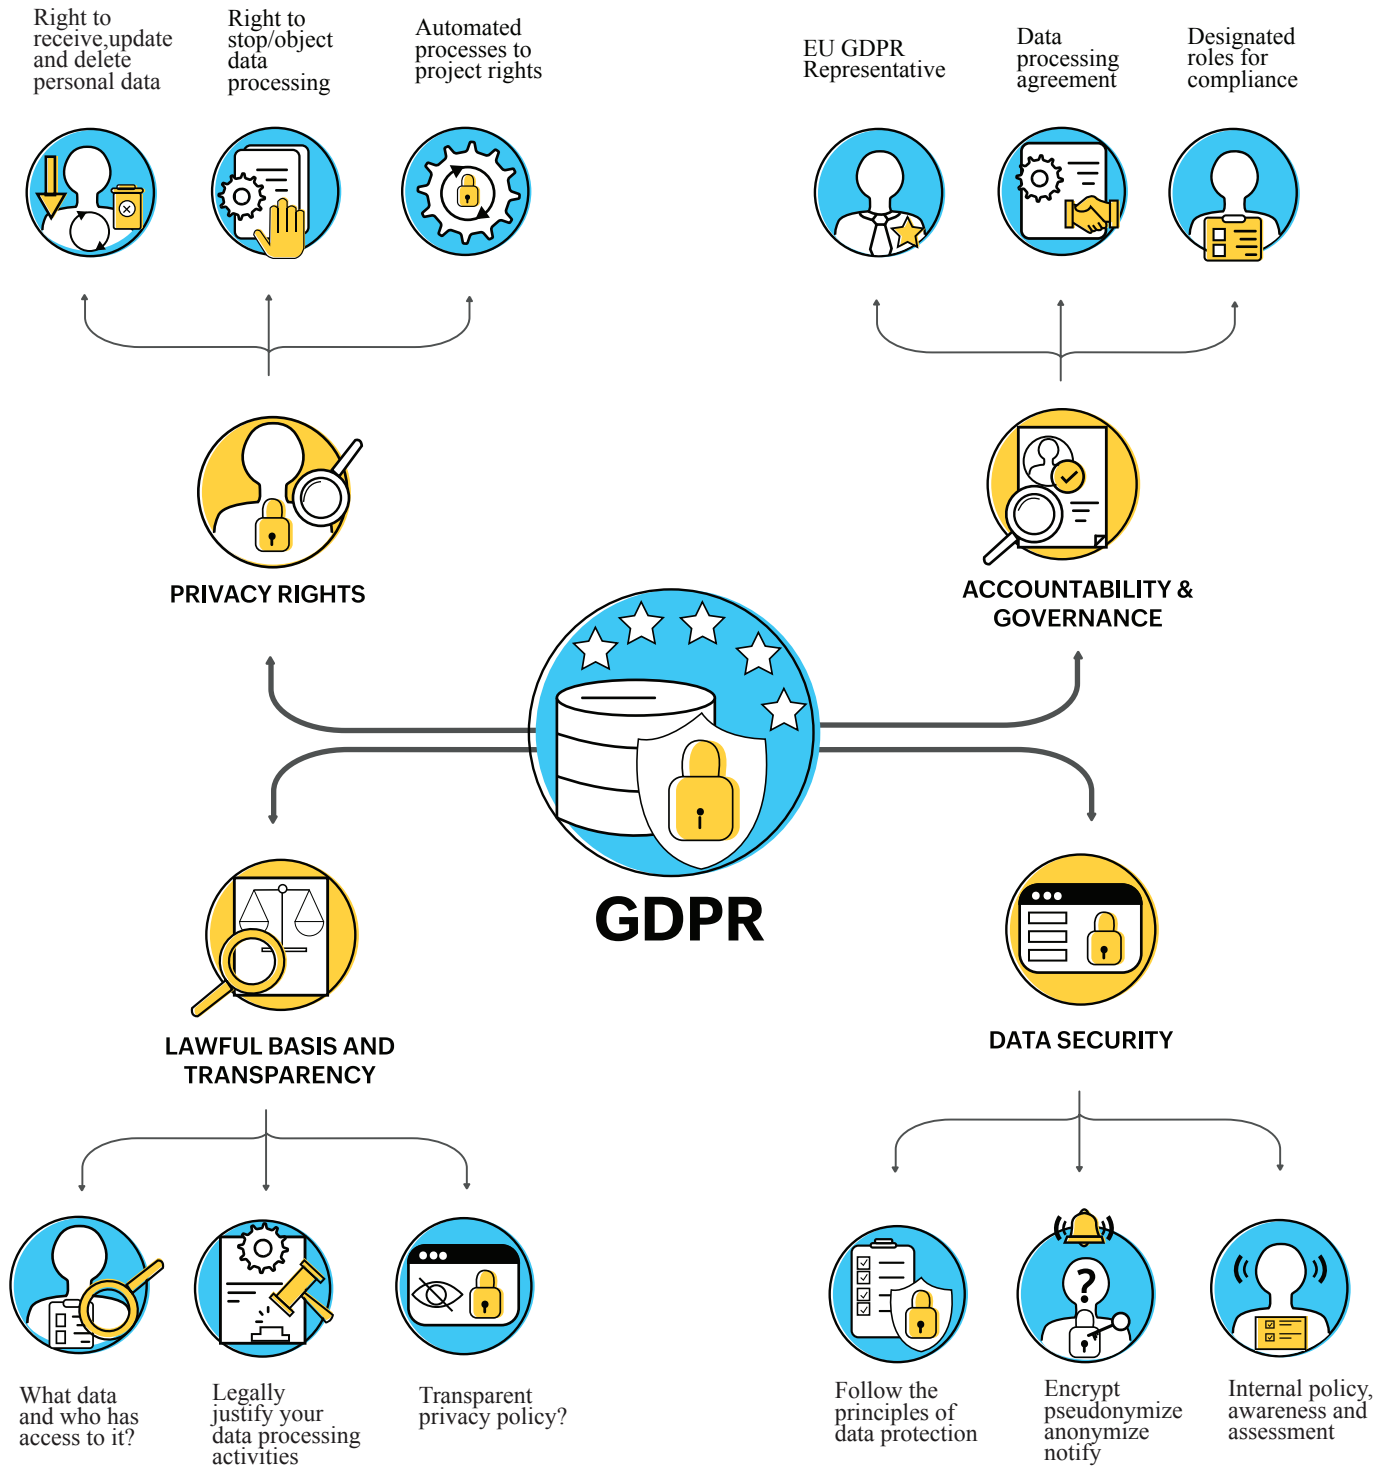 Right to
receive,update
and delete
personal data
Right to
stop/object
data
processing
Automated
processes to
project rights
EU GDPR
Representative
Data
processing
agreement
Designated
roles for
compliance
PRIVACY RIGHTS
ACCOUNTABILITY &
GOVERNANCE
GDPR
LAWFUL BASIS AND
TRANSPARENCY
DATA SECURITY
?
What data
and who has
access to it?
Legally
justify your
data processing
activities
Transparent
privacy policy?
Follow the
principles of
data protection
Encrypt
pseudonymize
anonymize
notify
Internal policy,
awareness and
assessment